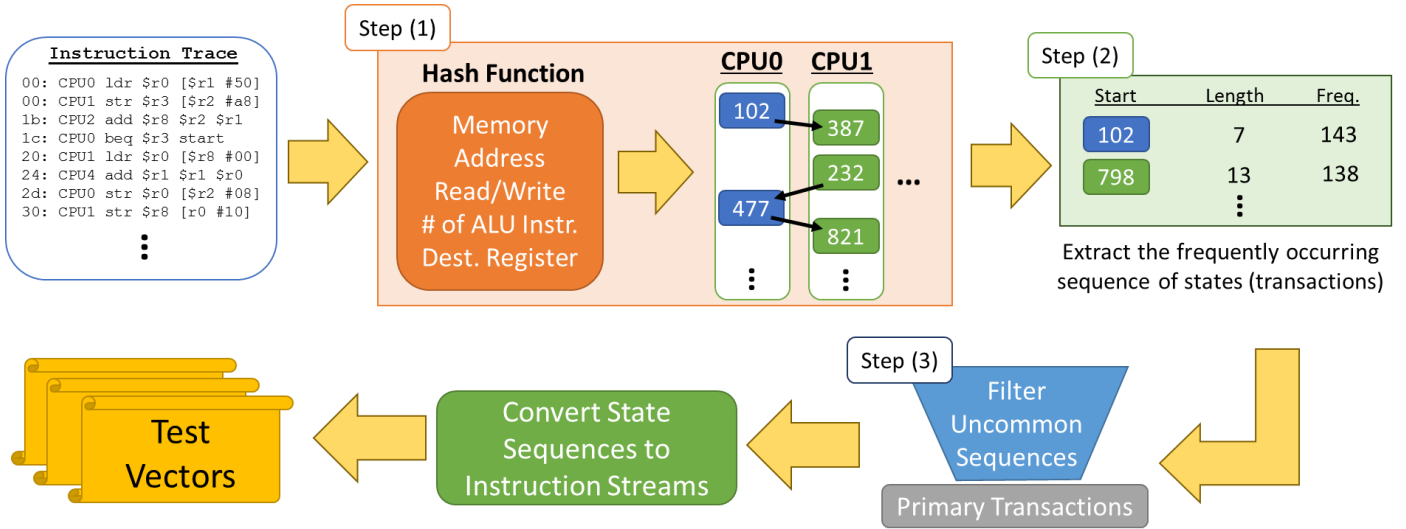 Instruction Trace
00: CPU0 ldr $r0 [$r1 #50]
00: CPU1 str $r3 [$r2 #a8]
1b: CPU2 add $r8 $r2 $r1
1c: CPU0 beq $r3 start
20: CPU1 ldr $r0 [$r8 #00]
24: CPU4 add $r1 $r1 $r0
2d: CPU0 str $r0 [$r2 #08]
30: CPU1 str $r8 [r0 #10]
Step (1)
Hash Function
Memory
Address
Read/Write
# of ALU Instr.
Dest. Register
CPU0 CPU1
102
387
232
477
821
...
Step (2)
Start Length Freq.
102 7 143
798 13 138
Extract the frequently occurring
sequence of states (transactions)
Step (3)
Filter
Uncommon
Sequences
Primary Transactions
Convert State
Sequences to
Instruction Streams
Test
Vectors